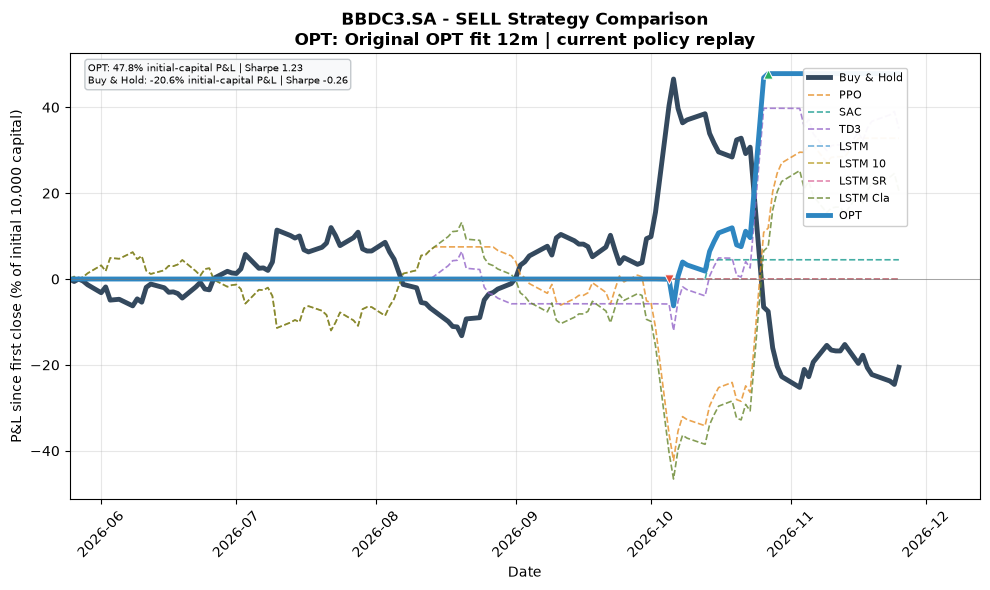 BBDC3.SA - SELL Strategy Comparison
OPT: Original OPT fit 12m | current policy replay
OPT: 47.8% initial-capital P&L | Sharpe 1.23
Buy & Hold: -20.6% initial-capital P&L | Sharpe -0.26
Buy & Hold
PPO
SAC
TD3
LSTM
LSTM 10
LSTM SR
LSTM Cla
OPT
P&L since first close (% of initial 10,000 capital)
40
20
0
−20
−40
2026-06
2026-07
2026-08
2026-09
2026-10
2026-11
2026-12
Date